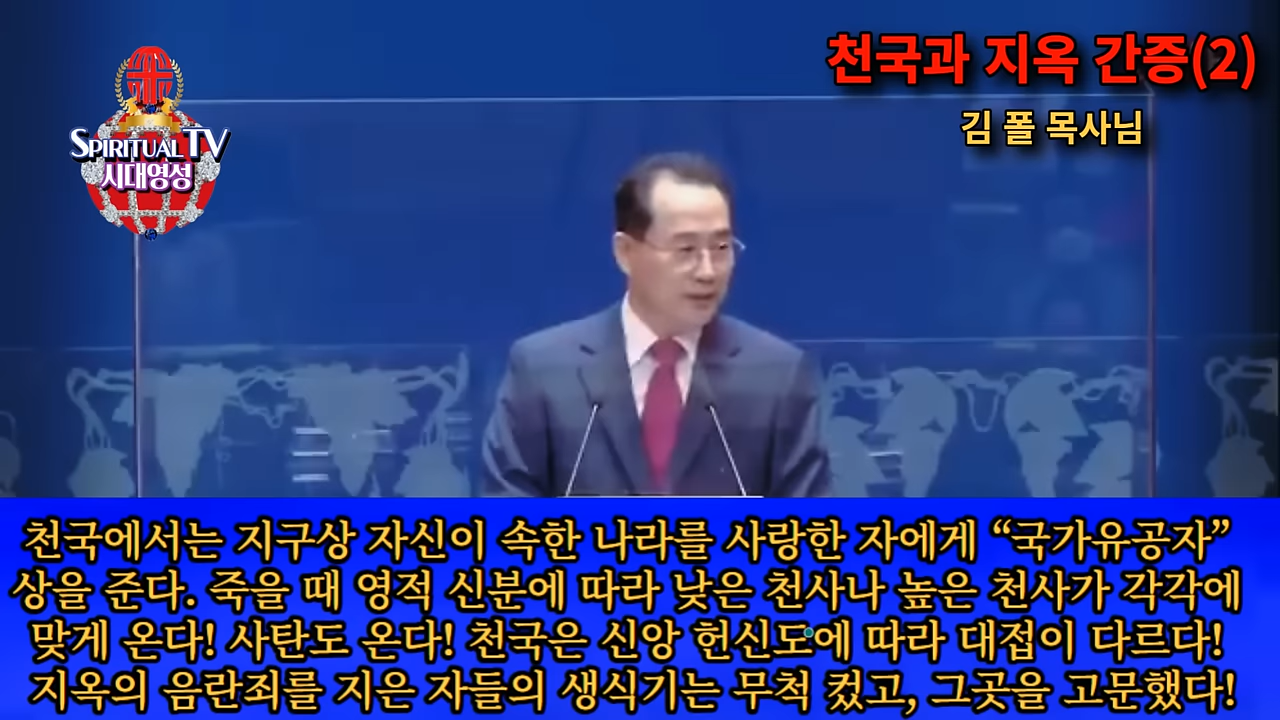 천국과 지옥 간증(2)
김 폴 목사님
SPIRITUAL TV
시대영성
천국에서는 지구상 자신이 속한 나라를 사랑한 자에게 “국가유공자”
상을 준다. 죽을 때 영적 신분에 따라 낮은 천사나 높은 천사가 각각에
맞게 온다! 사탄도 온다! 천국은 신앙 헌신도에 따라 대접이 다르다!
지옥의 음란죄를 지은 자들의 생식기는 무척 컸고, 그곳을 고문했다!